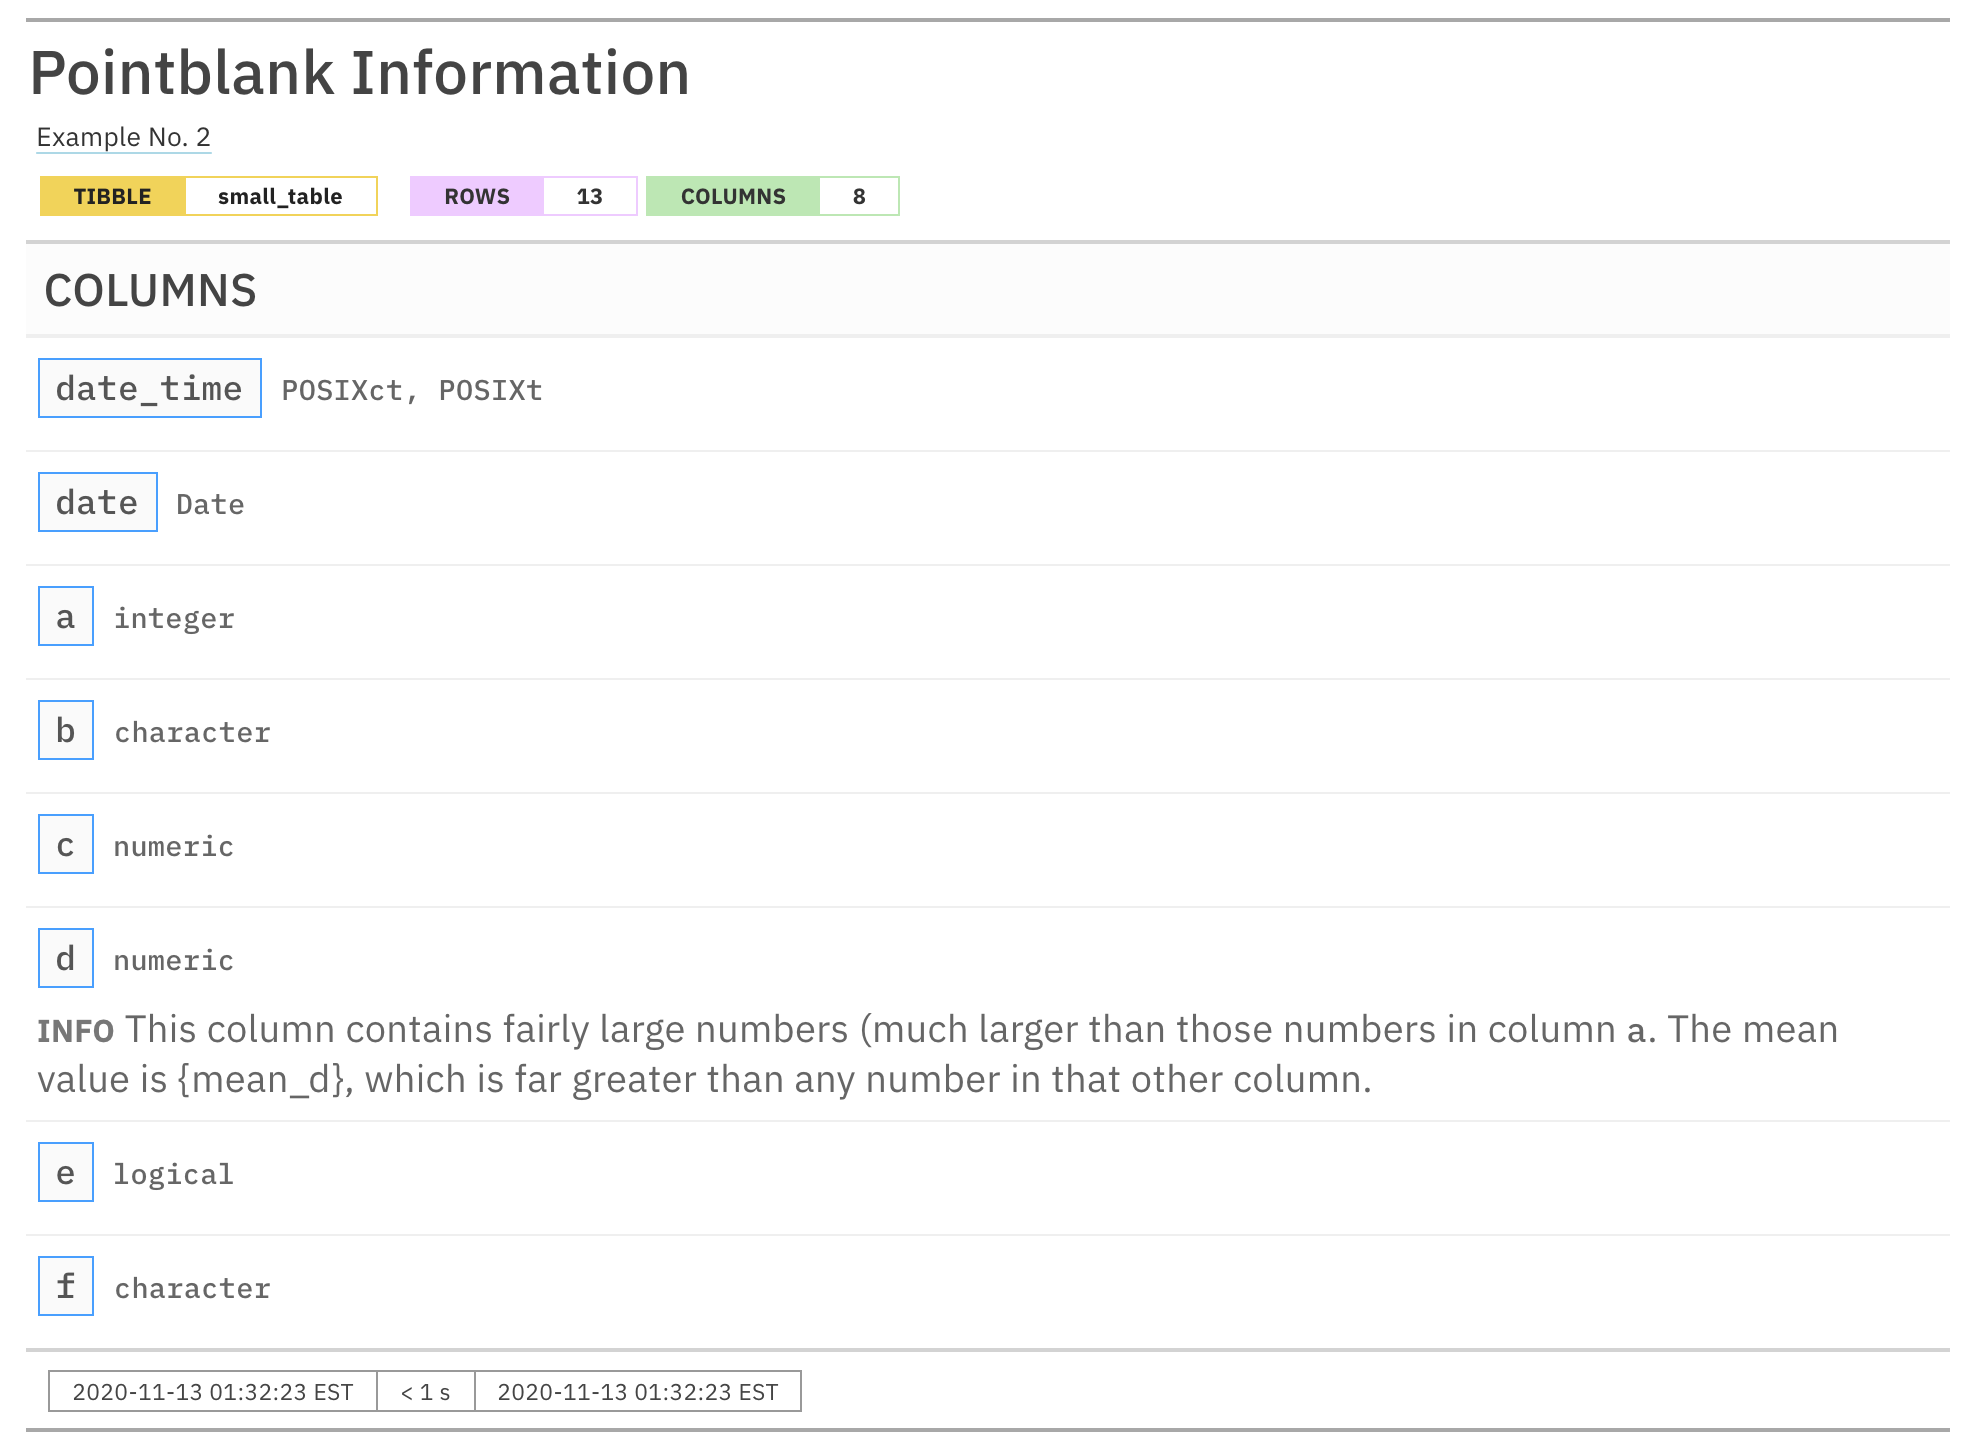 Pointblank Information
Example No. 2
TIBBLE small_table ROWS 13 COLUMNS 8
COLUMNS
date_time POSIXct, POSIXt
date Date
a integer
b character
c numeric
d numeric
INFO This column contains fairly large numbers (much larger than those numbers in column a. The mean
value is {mean_d}, which is far greater than any number in that other column.
e logical
f character
2020-11-13 01:32:23 EST < 1 s 2020-11-13 01:32:23 EST